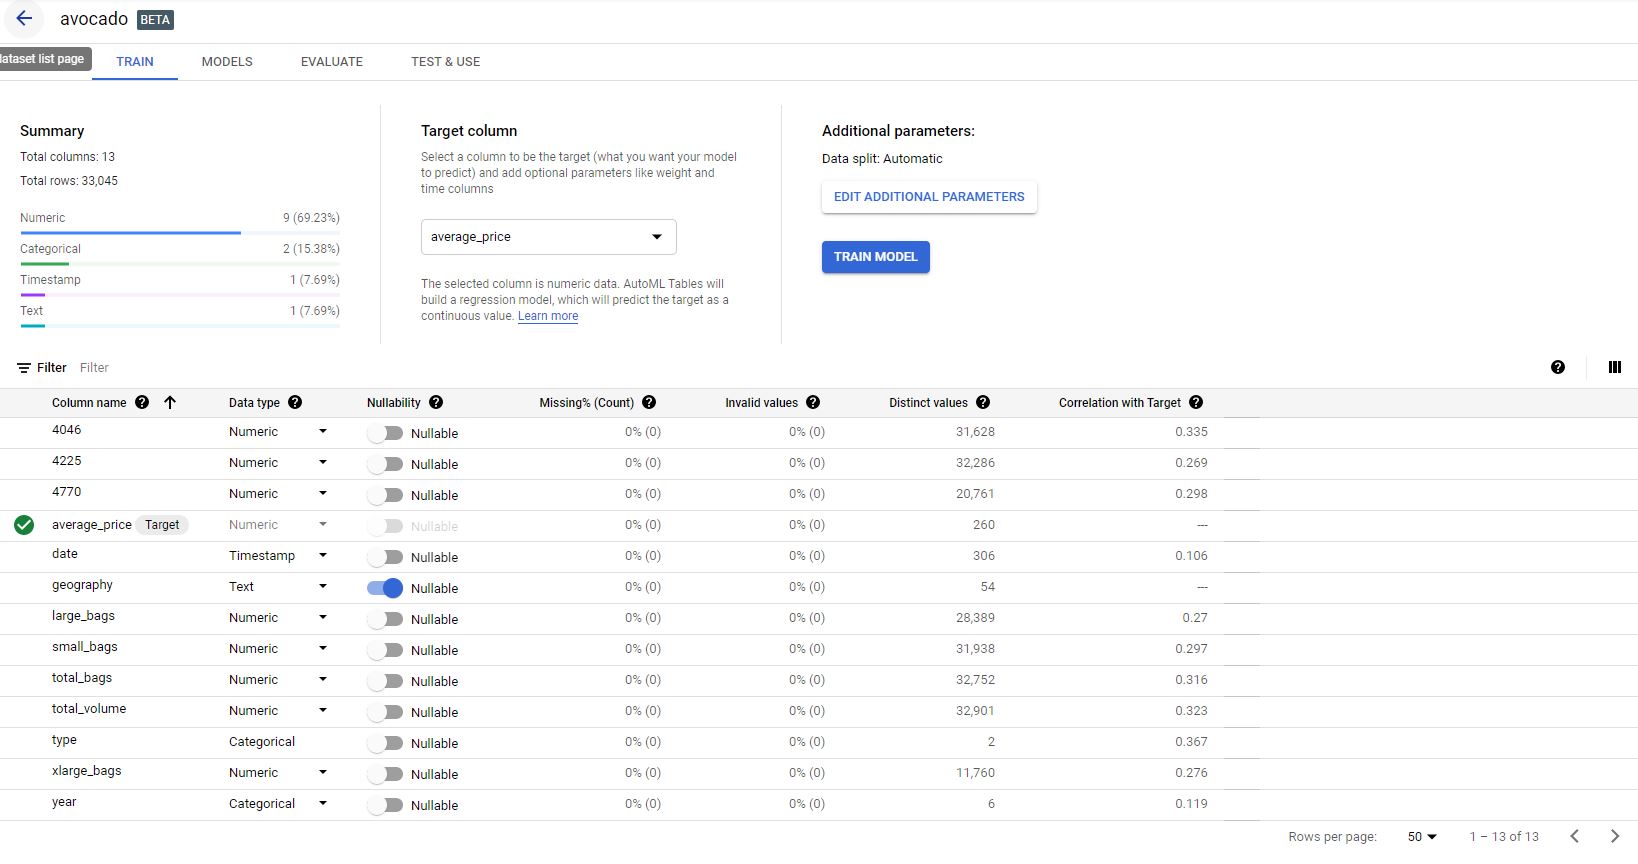 avocado BETA
dataset list page
TRAIN MODELS EVALUATE TEST & USE
Summary
Total columns: 13
Total rows: 33,045
Numeric 9 (69.23%)
Categorical 2 (15.38%)
Timestamp 1 (7.69%)
Text 1 (7.69%)
Target column
Select a column to be the target (what you want your model
to predict) and add optional parameters like weight and
time columns
average_price
The selected column is numeric data. AutoML Tables will
build a regression model, which will predict the target as a
continuous value. Learn more
Additional parameters:
Data split: Automatic
EDIT ADDITIONAL PARAMETERS
TRAIN MODEL
Filter Filter
Column name Data type Nullability Missing% (Count) Invalid values Distinct values Correlation with Target
4046 Numeric Nullable 0% (0) 0% (0) 31,628 0.335
4225 Numeric Nullable 0% (0) 0% (0) 32,286 0.269
4770 Numeric Nullable 0% (0) 0% (0) 20,761 0.298
average_price Target Numeric Nullable 0% (0) 0% (0) 260 ---
date Timestamp Nullable 0% (0) 0% (0) 306 0.106
geography Text Nullable 0% (0) 0% (0) 54 ---
large_bags Numeric Nullable 0% (0) 0% (0) 28,389 0.27
small_bags Numeric Nullable 0% (0) 0% (0) 31,938 0.297
total_bags Numeric Nullable 0% (0) 0% (0) 32,752 0.316
total_volume Numeric Nullable 0% (0) 0% (0) 32,901 0.323
type Categorical Nullable 0% (0) 0% (0) 2 0.367
xlarge_bags Numeric Nullable 0% (0) 0% (0) 11,760 0.276
year Categorical Nullable 0% (0) 0% (0) 6 0.119
Rows per page: 50 1 – 13 of 13